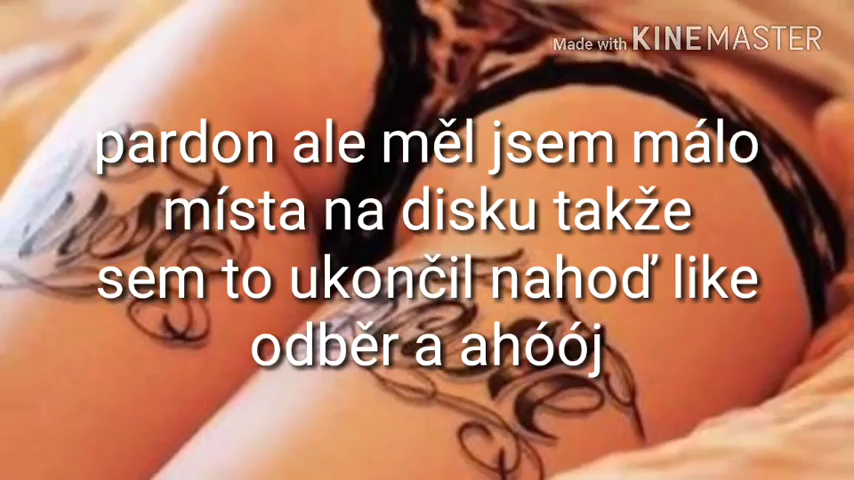 Made with KINEMASTER
pardon ale měl jsem málo
místa na disku takže
sem to ukončil nahoď like
odběr a ahóój